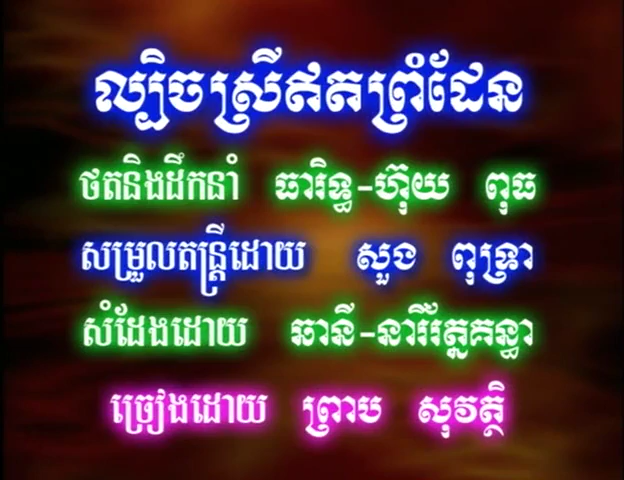 ល្បិចស្រីឥតព្រំដែន
ថតនិងដឹកនាំ ធារិទ្ធ-ហ៊ុយ ពុធ
សម្រួលតន្ត្រីដោយ សួង ពុទ្រា
សំដែងដោយ ឆានី-នារីរ័ត្នគន្ធា
ច្រៀងដោយ ព្រាប សុវត្ថិ